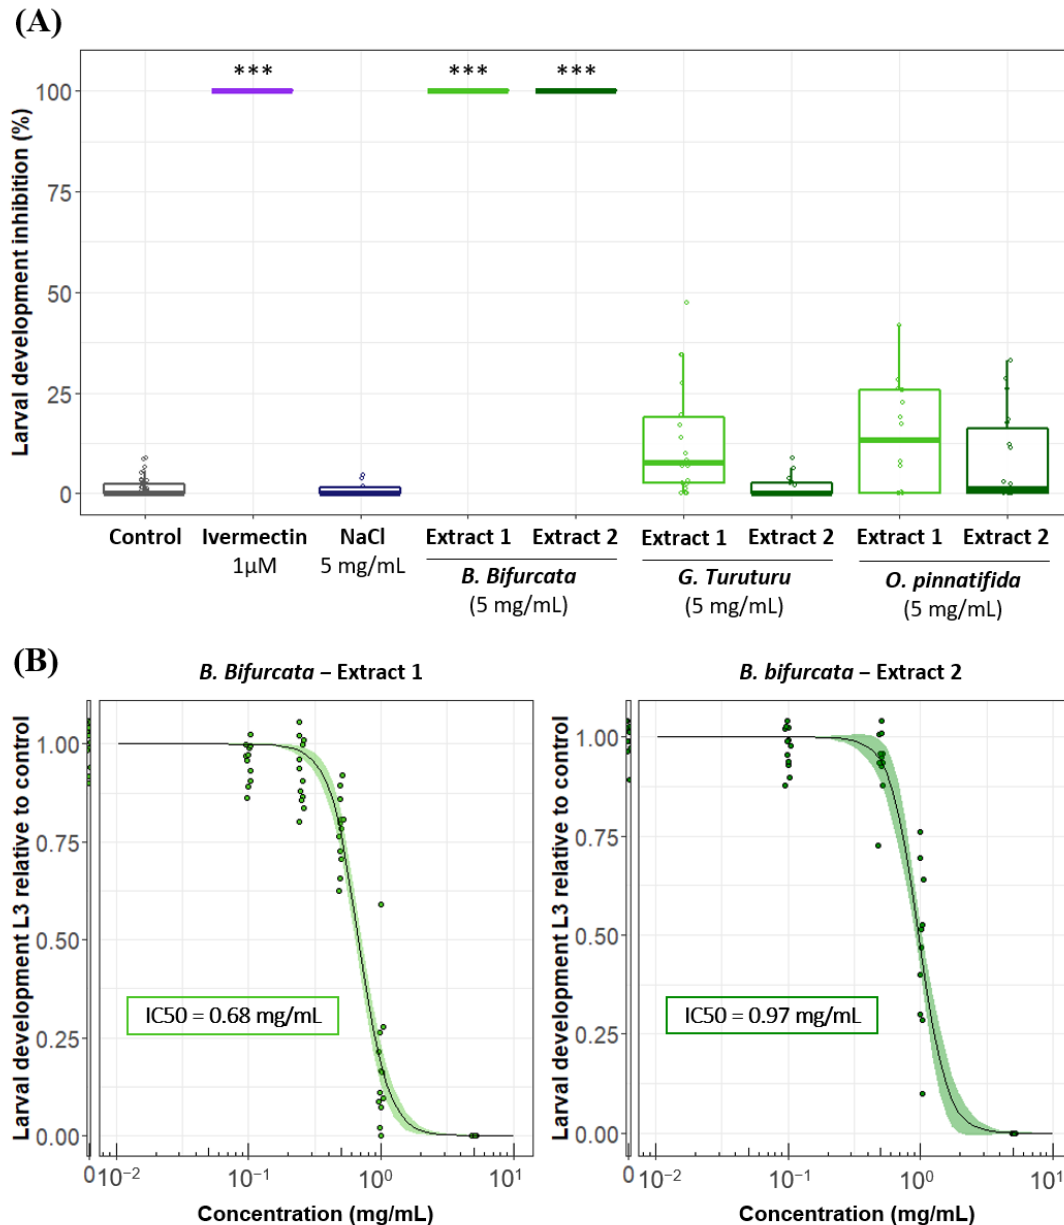 (A)
Larval development inhibition (%)
100
75
50
25
0
*** *** ***
Control Ivermectin NaCl Extract 1 Extract 2 Extract 1 Extract 2 Extract 1 Extract 2
1µM 5 mg/mL B. Bifurcata G. Turuturu O. pinnatifida
(5 mg/mL) (5 mg/mL) (5 mg/mL)
(B)
B. Bifurcata – Extract 1
Larval development L3 relative to control
1.00
0.75
0.50
0.25
0.00
IC50 = 0.68 mg/mL
0 10⁻² 10⁻¹ 10⁰ 10¹
Concentration (mg/mL)
B. bifurcata – Extract 2
Larval development L3 relative to control
1.00
0.75
0.50
0.25
0.00
IC50 = 0.97 mg/mL
0 10⁻² 10⁻¹ 10⁰ 10¹
Concentration (mg/mL)